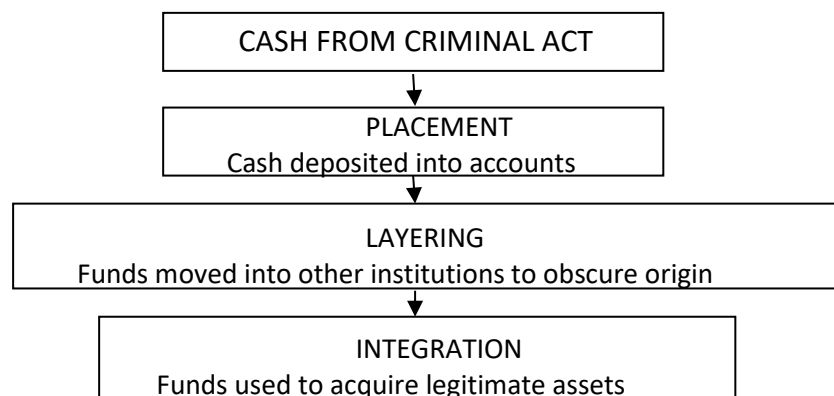 CASH FROM CRIMINAL ACT
PLACEMENT
Cash deposited into accounts
LAYERING
Funds moved into other institutions to obscure origin
INTEGRATION
Funds used to acquire legitimate assets